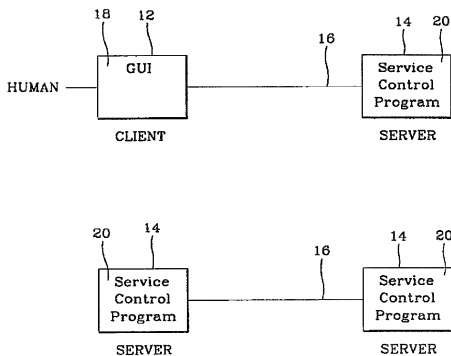 18 12 14 20
GUI 16 Service
HUMAN Control
Program
CLIENT SERVER
20 14 14 20
Service 16 Service
Control Control
Program Program
SERVER SERVER